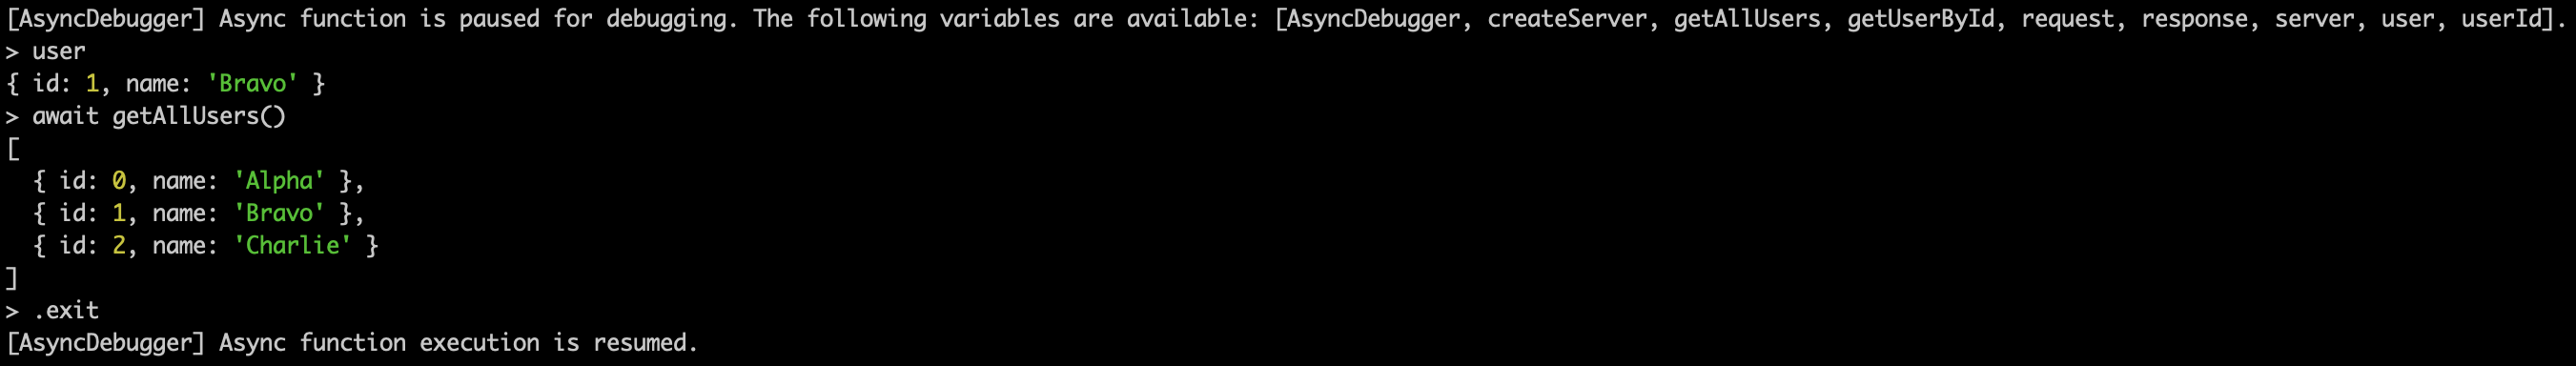 [AsyncDebugger] Async function is paused for debugging. The following variables are available: [AsyncDebugger, createServer, getAllUsers, getUserById, request, response, server, user, userId].
> user
{ id: 1, name: 'Bravo' }
> await getAllUsers()
[
  { id: 0, name: 'Alpha' },
  { id: 1, name: 'Bravo' },
  { id: 2, name: 'Charlie' }
]
> .exit
[AsyncDebugger] Async function execution is resumed.